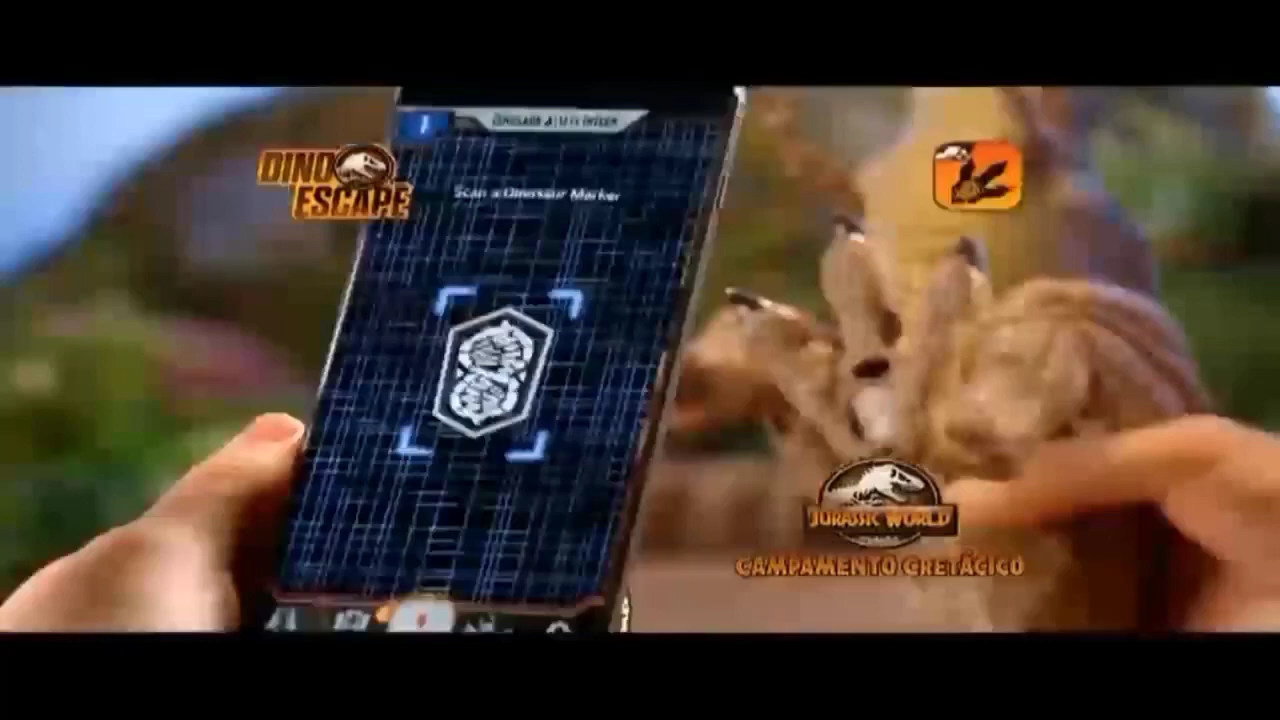 DINO
ESCAPE
Scan a Dinosaur Marker
JURASSIC WORLD
CAMPAMENTO CRETÁCICO